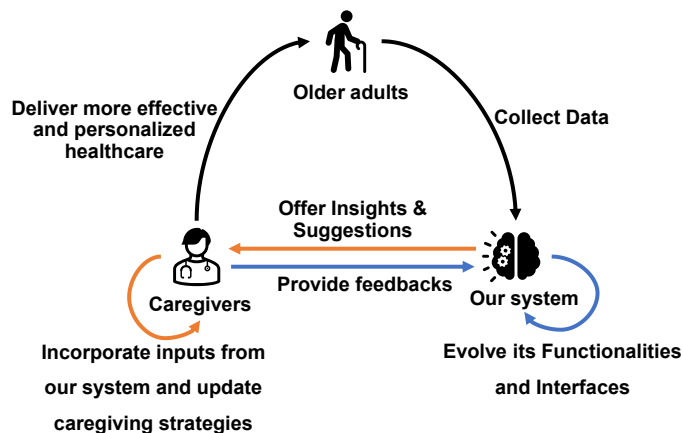 Older adults
Deliver more effective
and personalized
healthcare
Collect Data
Offer Insights &
Suggestions
Provide feedbacks
Caregivers
Our system
Incorporate inputs from
our system and update
caregiving strategies
Evolve its Functionalities
and Interfaces